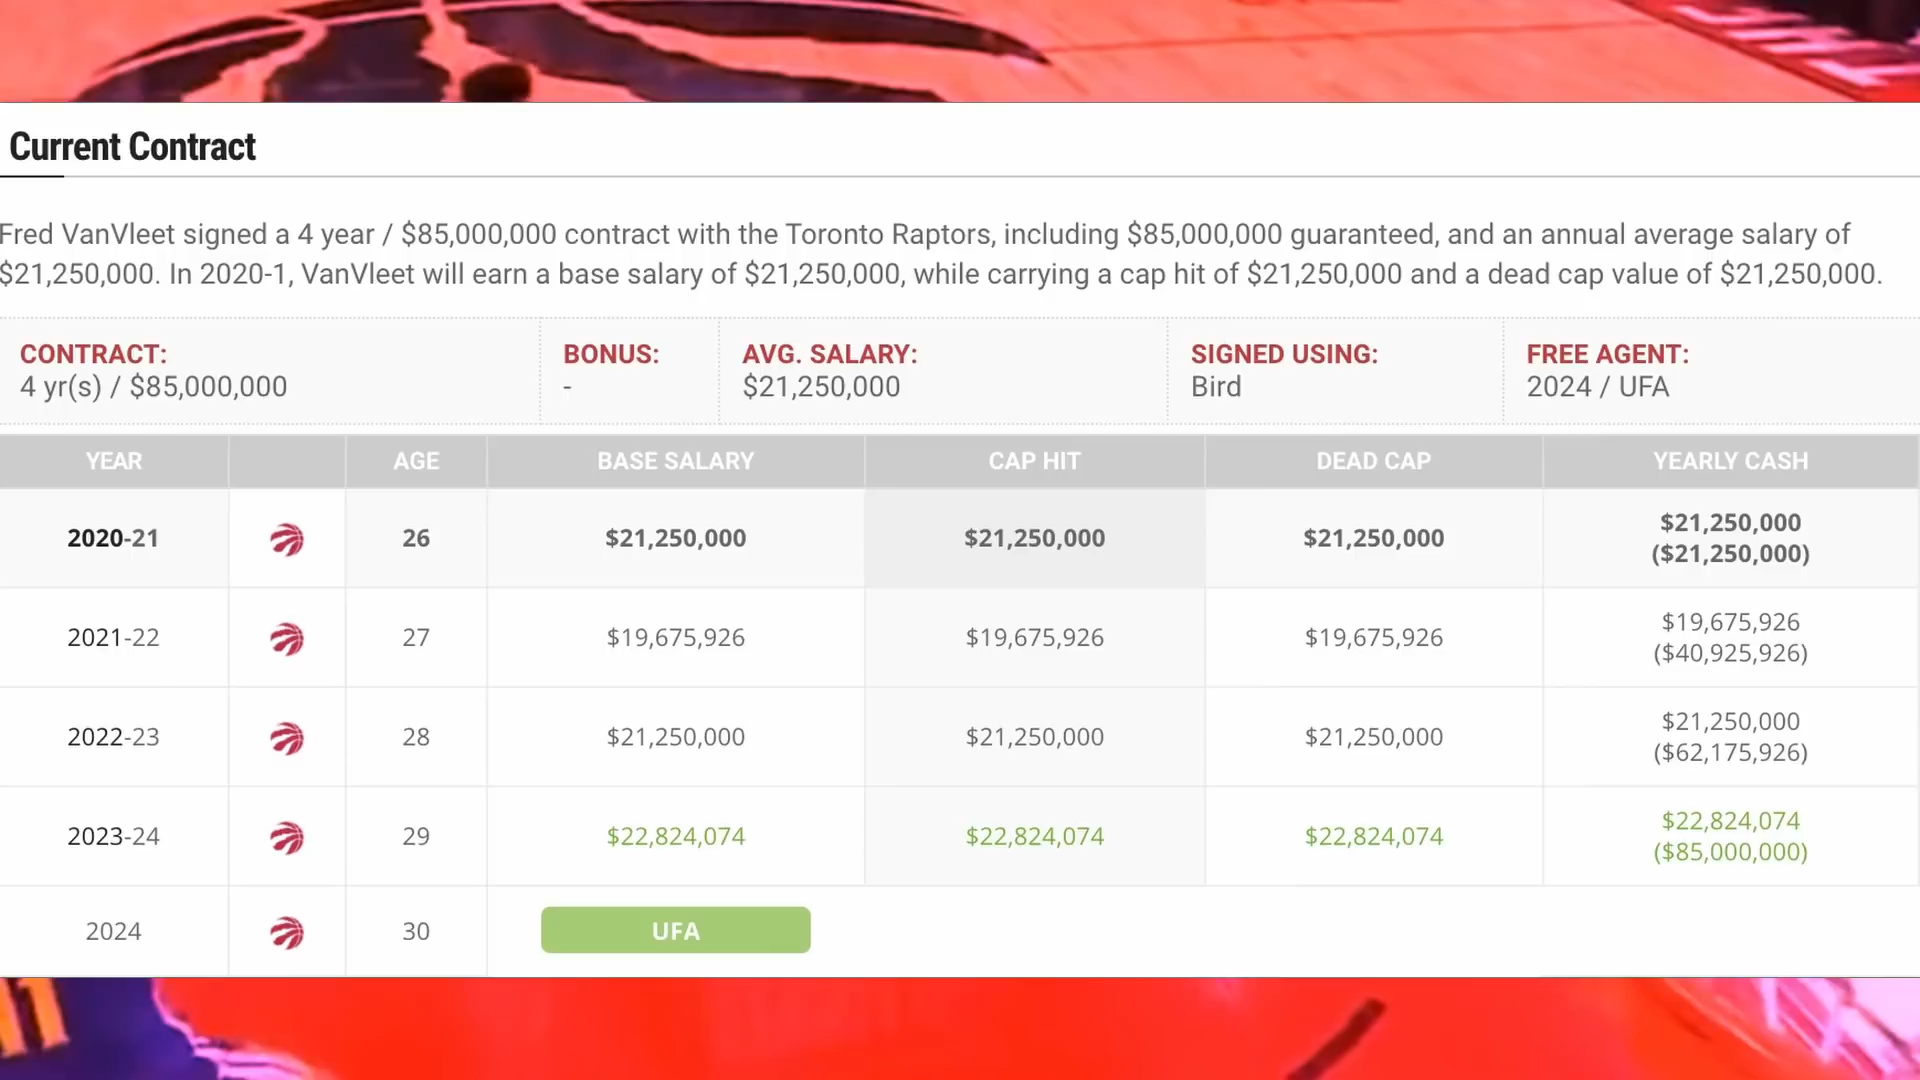 Current Contract
Fred VanVleet signed a 4 year / $85,000,000 contract with the Toronto Raptors, including $85,000,000 guaranteed, and an annual average salary of
$21,250,000. In 2020-1, VanVleet will earn a base salary of $21,250,000, while carrying a cap hit of $21,250,000 and a dead cap value of $21,250,000.
CONTRACT: BONUS: AVG. SALARY: SIGNED USING: FREE AGENT:
4 yr(s) / $85,000,000 - $21,250,000 Bird 2024 / UFA
YEAR AGE BASE SALARY CAP HIT DEAD CAP YEARLY CASH
2020-21 26 $21,250,000 $21,250,000 $21,250,000 $21,250,000
($21,250,000)
2021-22 27 $19,675,926 $19,675,926 $19,675,926 $19,675,926
($40,925,926)
2022-23 28 $21,250,000 $21,250,000 $21,250,000 $21,250,000
($62,175,926)
2023-24 29 $22,824,074 $22,824,074 $22,824,074 $22,824,074
($85,000,000)
2024 30 UFA
11